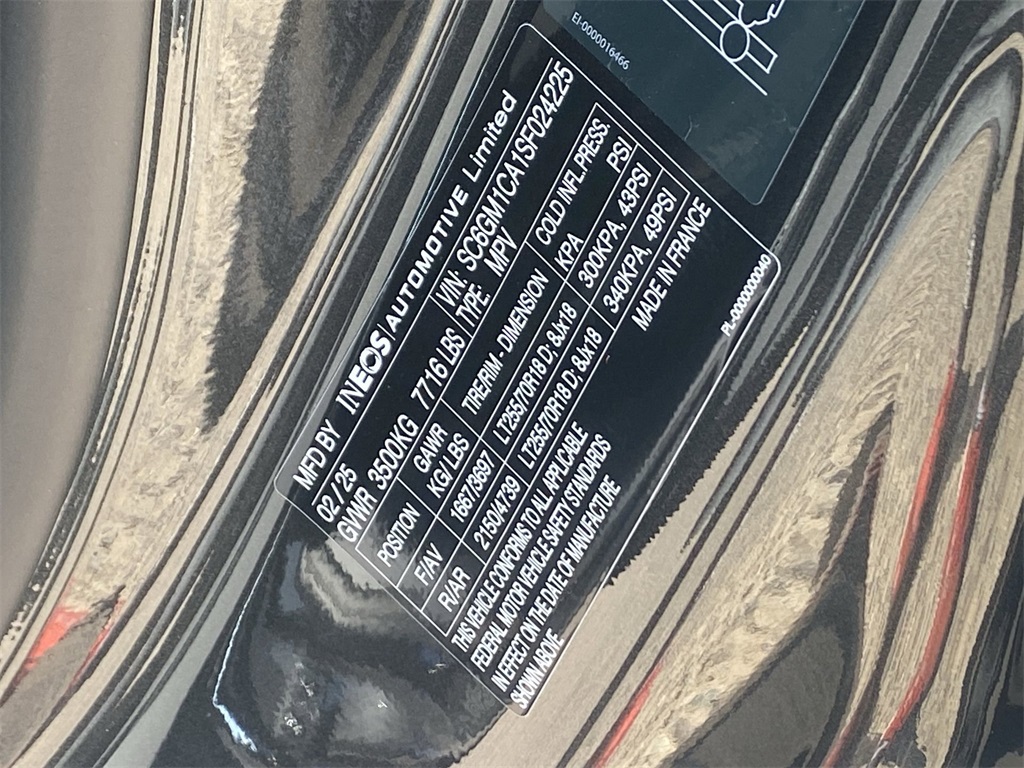 EI-0000016466
MFD BY INEOS | AUTOMOTIVE Limited
02 / 25 VIN: SC6GM1CA1SF024225
GVWR 3500KG 7716 LBS TYPE: MPV
POSITION GAWR TIRE/RIM - DIMENSION COLD INFL.PRESS.
KG / LBS KPA PSI
F/AV 1667/3697 LT255/70R18 D; 8Jx18 300KPA, 43PSI
R/AR 2150/4739 LT255/70R18 D; 8Jx18 340KPA, 49PSI
THIS VEHICLE CONFORMS TO ALL APPLICABLE MADE IN FRANCE
FEDERAL MOTOR VEHICLE SAFETY STANDARDS
IN EFFECT ON THE DATE OF MANUFACTURE
SHOWN ABOVE
PL-0000000040